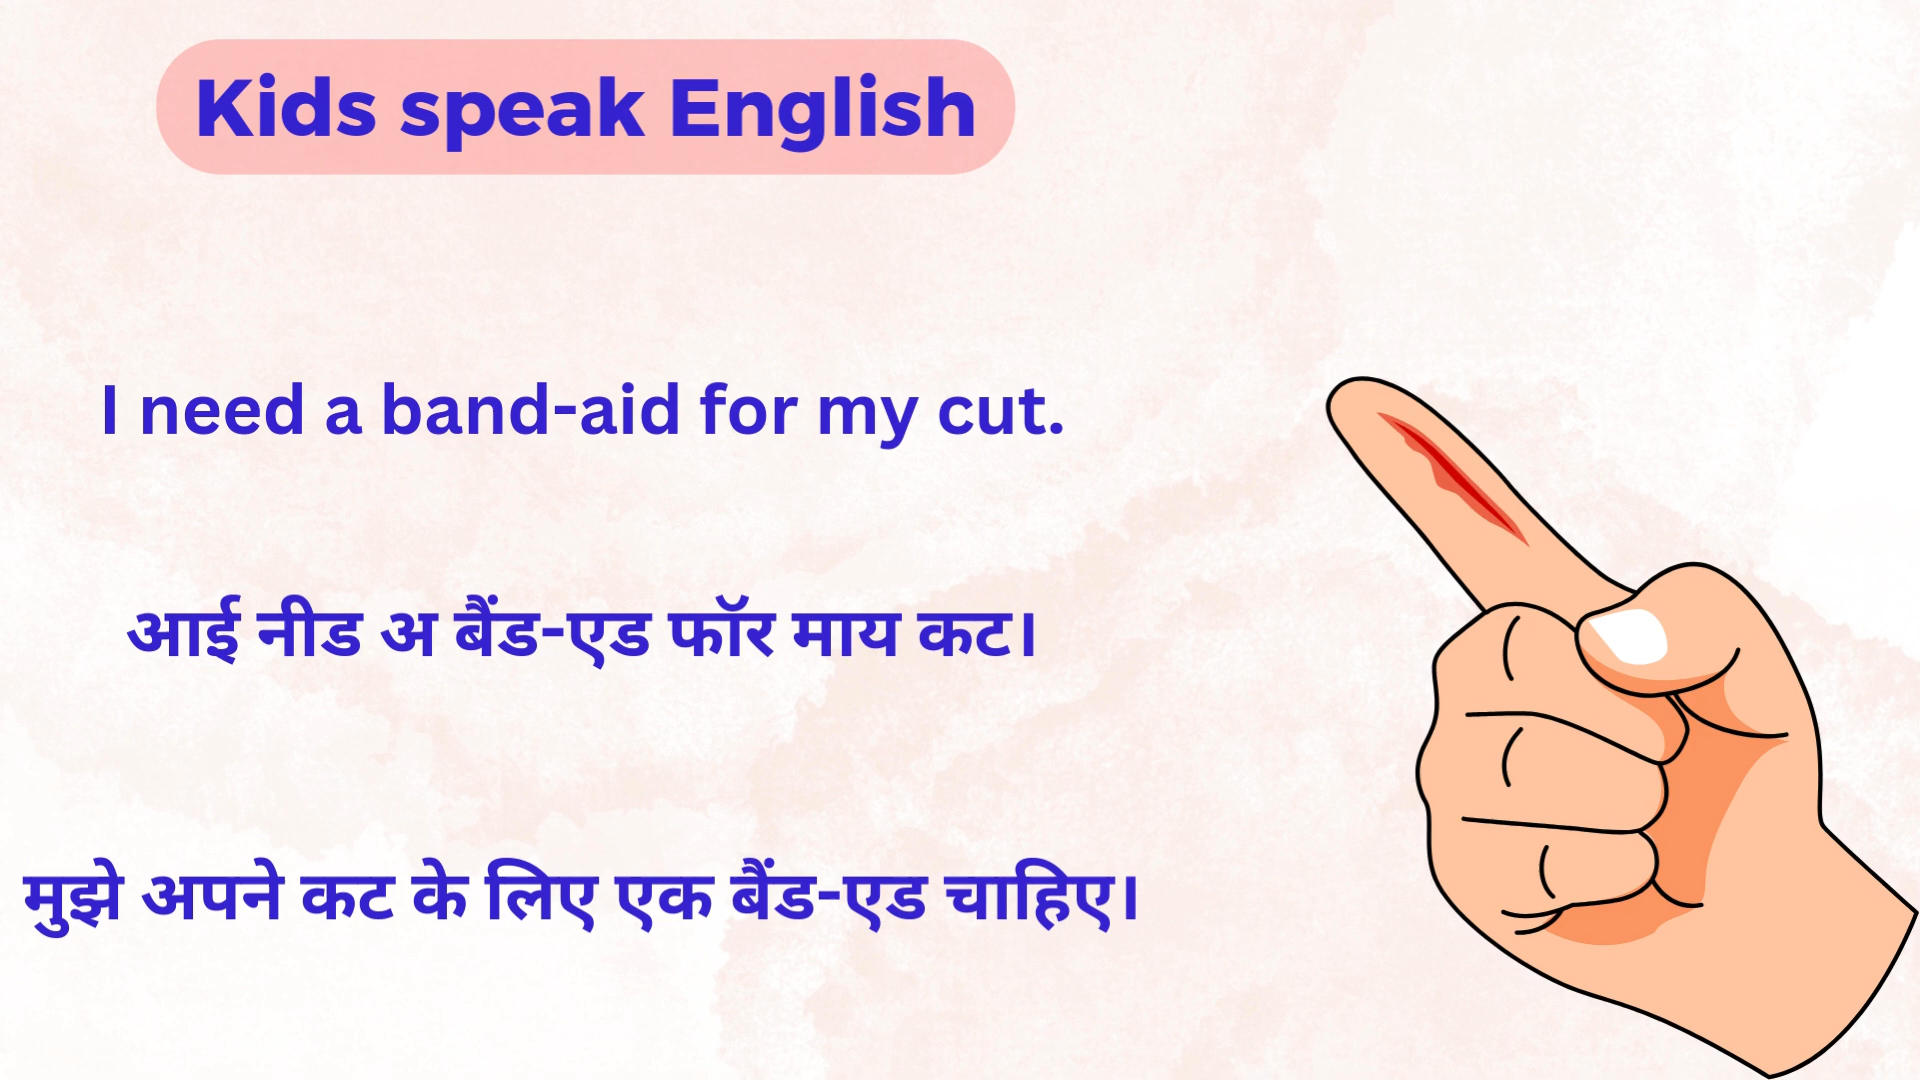 Kids speak English
I need a band-aid for my cut.
आई नीड अ बैंड-एड फॉर माय कट।
मुझे अपने कट के लिए एक बैंड-एड चाहिए।